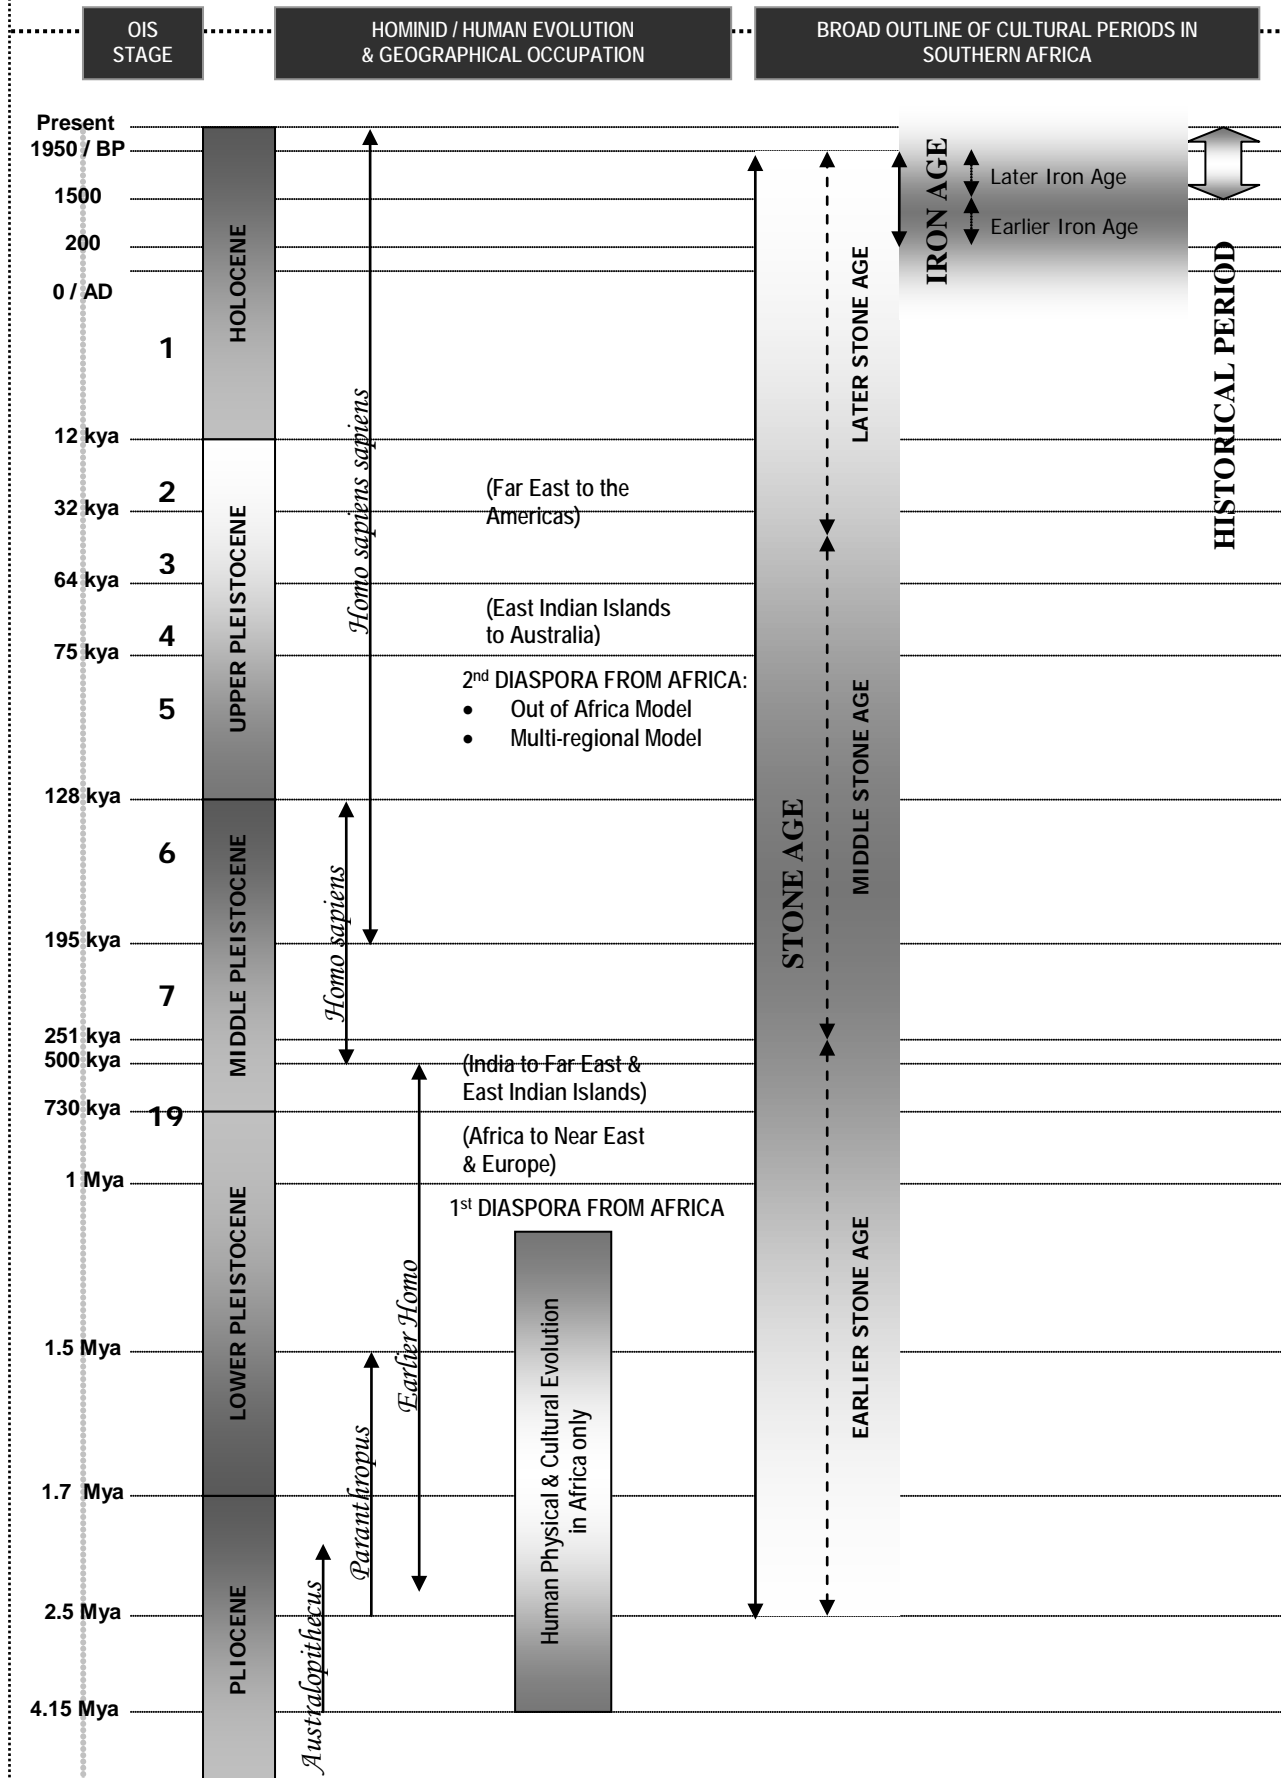 OIS
STAGE
HOMINID / HUMAN EVOLUTION
& GEOGRAPHICAL OCCUPATION
BROAD OUTLINE OF CULTURAL PERIODS IN
SOUTHERN AFRICA
Present
1950 / BP
1500
200
0 / AD
12 kya
32 kya
64 kya
75 kya
128 kya
195 kya
251 kya
500 kya
730 kya
1 Mya
1.5 Mya
1.7 Mya
2.5 Mya
4.15 Mya
1
2
3
4
5
6
7
19
HOLOCENE
UPPER PLEISTOCENE
MIDDLE PLEISTOCENE
LOWER PLEISTOCENE
PLIOCENE
Homo sapiens sapiens
Homo sapiens
Earlier Homo
Paranthropus
Australopithecus
(Far East to the
Americas)
(East Indian Islands
to Australia)
2nd DIASPORA FROM AFRICA:
• Out of Africa Model
• Multi-regional Model
(India to Far East &
East Indian Islands)
(Africa to Near East
& Europe)
1st DIASPORA FROM AFRICA
Human Physical & Cultural Evolution
in Africa only
STONE AGE
LATER STONE AGE
MIDDLE STONE AGE
EARLIER STONE AGE
IRON AGE
Later Iron Age
Earlier Iron Age
HISTORICAL PERIOD